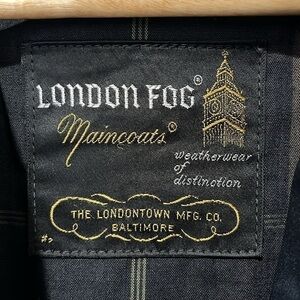 LONDON FOG®
Maincoats®
weatherwear
of
distinction
THE LONDONTOWN MFG. CO.
BALTIMORE